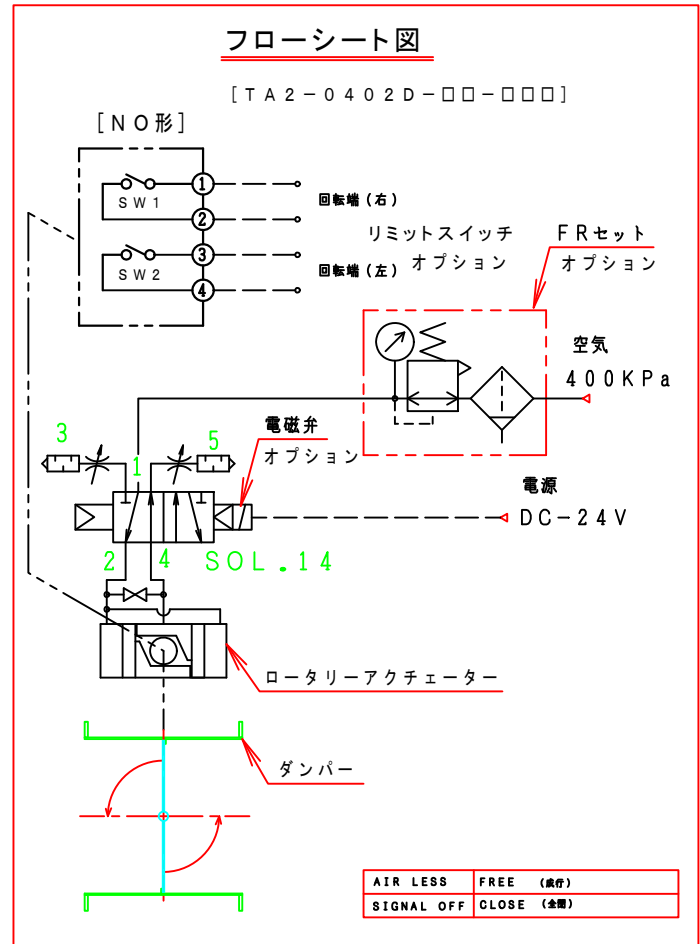 フローシート図
[TA2-0402D-□□-□□□]
[NO形]
SW1
1
2
回転端(右)
SW2
3
4
回転端(左)
リミットスイッチ
オプション
FRセット
オプション
空気
400KPa
電磁弁
オプション
3
1
5
電源
DC-24V
2
4
SOL.14
ロータリーアクチェーター
ダンパー
AIR LESS FREE (成行)
SIGNAL OFF CLOSE (全閉)